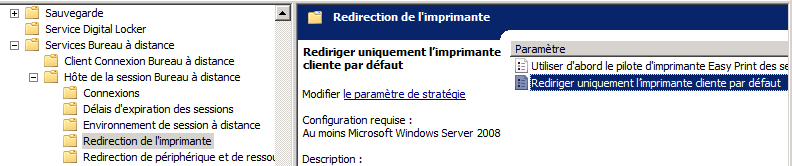 Sauvegarde
Service Digital Locker
Services Bureau à distance
Client Connexion Bureau à distance
Hôte de la session Bureau à distance
Connexions
Délais d'expiration des sessions
Environnement de session à distance
Redirection de l'imprimante
Redirection de périphérique et de ressou
Redirection de l'imprimante
Rediriger uniquement l'imprimante
cliente par défaut
Modifier le paramètre de stratégie
Configuration requise :
Au moins Microsoft Windows Server 2008
Description :
Paramètre
Utiliser d'abord le pilote d'imprimante Easy Print des se
Rediriger uniquement l'imprimante cliente par défaut